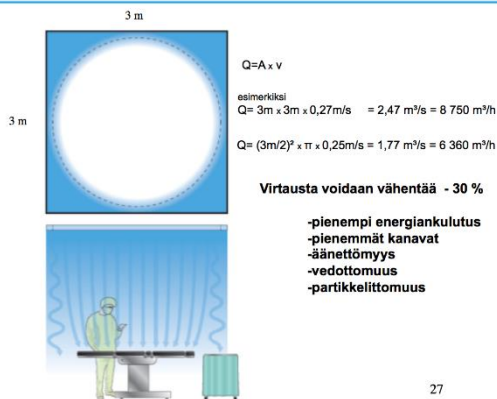 3 m
3 m
Q=A x v
esimerkiksi
Q= 3m x 3m x 0,27m/s = 2,47 m³/s = 8 750 m³/h
Q= (3m/2)² x π x 0,25m/s = 1,77 m³/s = 6 360 m³/h
Virtausta voidaan vähentää - 30 %
-pienempi energiankulutus
-pienemmät kanavat
-äänettömyys
-vedottomuus
-partikkelittomuus
27